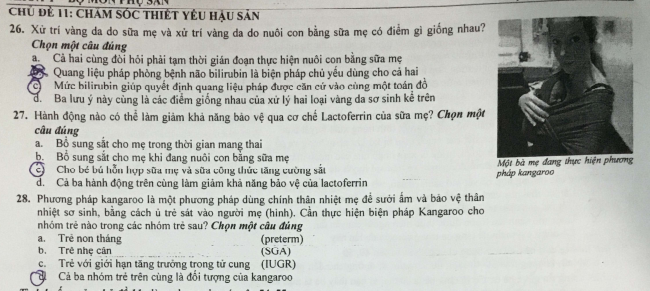 BỘ MÔN PHỤ SẢN
CHỦ ĐỀ 11: CHĂM SÓC THIẾT YẾU HẬU SẢN
26. Xử trí vàng da do sữa mẹ và xử trí vàng da do nuôi con bằng sữa mẹ có điểm gì giống nhau?
Chọn một câu đúng
a. Cả hai cùng đòi hỏi phải tạm thời gián đoạn thực hiện nuôi con bằng sữa mẹ
b. Quang liệu pháp phòng bệnh não bilirubin là biện pháp chủ yếu dùng cho cả hai
c. Mức bilirubin giúp quyết định quang liệu pháp được căn cứ vào cùng một toán đồ
d. Ba lưu ý này cùng là các điểm giống nhau của xử lý hai loại vàng da sơ sinh kể trên
27. Hành động nào có thể làm giảm khả năng bảo vệ qua cơ chế Lactoferrin của sữa mẹ? Chọn một
câu đúng
a. Bổ sung sắt cho mẹ trong thời gian mang thai
b. Bổ sung sắt cho mẹ khi đang nuôi con bằng sữa mẹ
c. Cho bé bú hỗn hợp sữa mẹ và sữa công thức tăng cường sắt
d. Cả ba hành động trên cùng làm giảm khả năng bảo vệ của lactoferrin
Một bà mẹ đang thực hiện phương
pháp kangaroo
28. Phương pháp kangaroo là một phương pháp dùng chính thân nhiệt mẹ để sưởi ấm và bảo vệ thân
nhiệt sơ sinh, bằng cách ủ trẻ sát vào người mẹ (hình). Cần thực hiện biện pháp Kangaroo cho
nhóm trẻ nào trong các nhóm trẻ sau? Chọn một câu đúng
a. Trẻ non tháng (preterm)
b. Trẻ nhẹ cân (SGA)
c. Trẻ với giới hạn tăng trưởng trong tử cung (IUGR)
d. Cả ba nhóm trẻ trên cùng là đối tượng của kangaroo